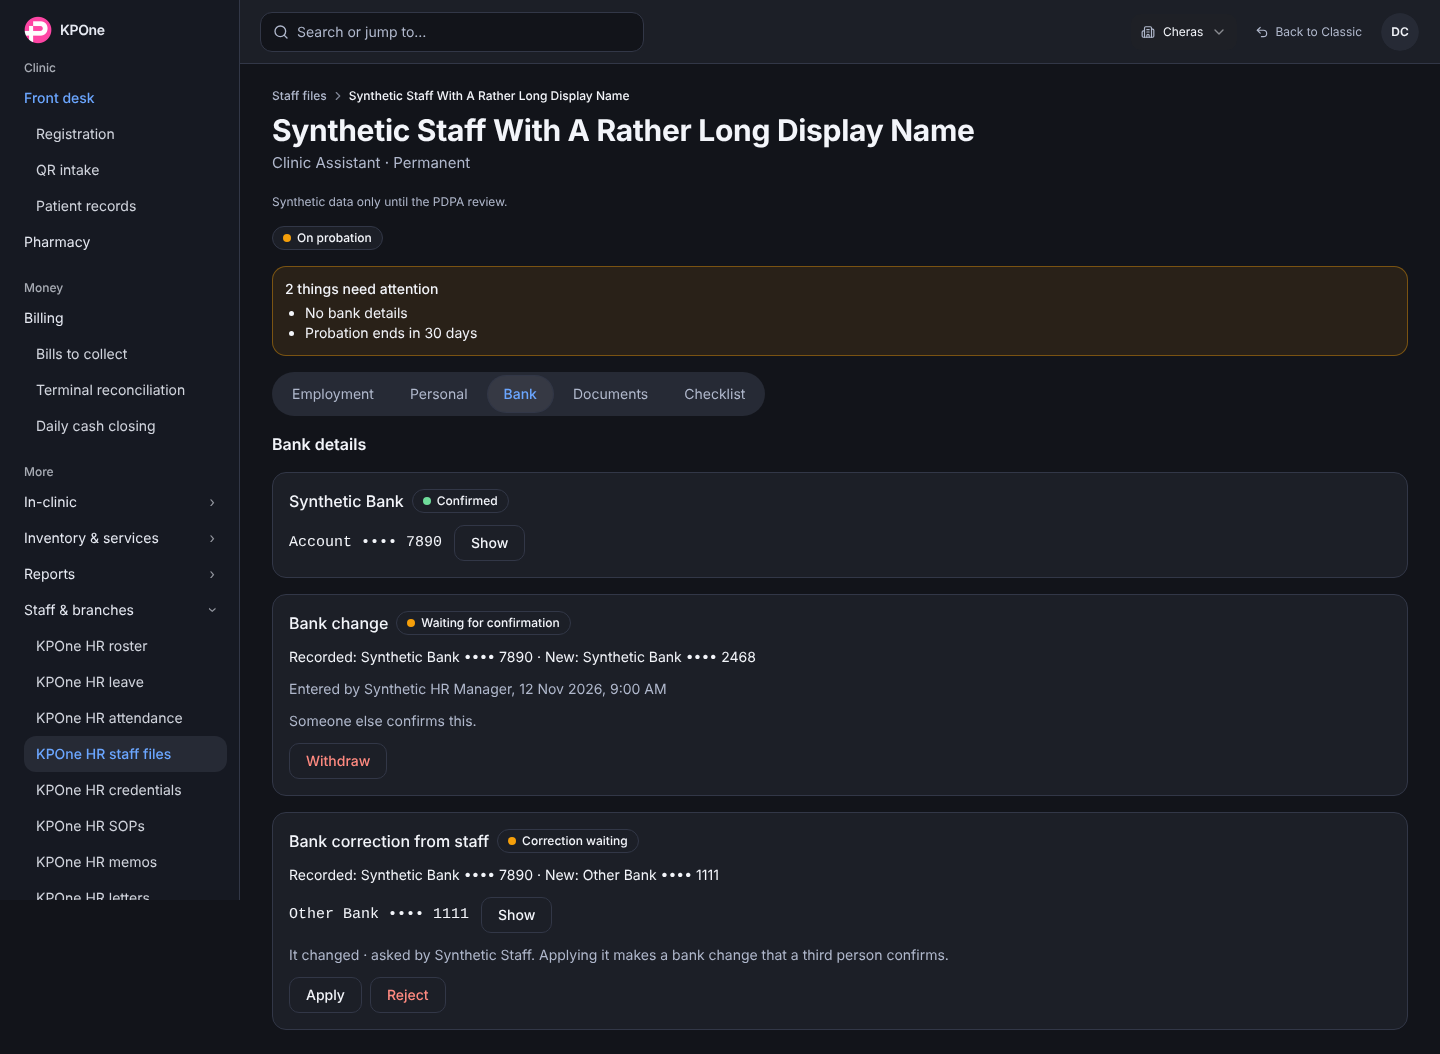 KPOne
Clinic
Front desk
Registration
QR intake
Patient records
Pharmacy
Money
Billing
Bills to collect
Terminal reconciliation
Daily cash closing
More
In-clinic
Inventory & services
Reports
Staff & branches
KPOne HR roster
KPOne HR leave
KPOne HR attendance
KPOne HR staff files
KPOne HR credentials
KPOne HR SOPs
KPOne HR memos
KPOne HR letters
Search or jump to...
Cheras
Back to Classic
DC
Staff files > Synthetic Staff With A Rather Long Display Name
Synthetic Staff With A Rather Long Display Name
Clinic Assistant · Permanent
Synthetic data only until the PDPA review.
On probation
2 things need attention
• No bank details
• Probation ends in 30 days
Employment Personal Bank Documents Checklist
Bank details
Synthetic Bank Confirmed
Account •••• 7890 Show
Bank change Waiting for confirmation
Recorded: Synthetic Bank •••• 7890 · New: Synthetic Bank •••• 2468
Entered by Synthetic HR Manager, 12 Nov 2026, 9:00 AM
Someone else confirms this.
Withdraw
Bank correction from staff Correction waiting
Recorded: Synthetic Bank •••• 7890 · New: Other Bank •••• 1111
Other Bank •••• 1111 Show
It changed · asked by Synthetic Staff. Applying it makes a bank change that a third person confirms.
Apply Reject